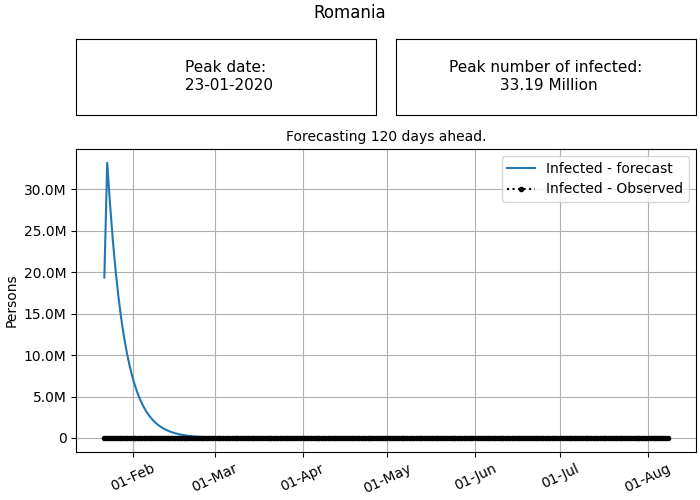 Romania
Peak date:
23-01-2020
Peak number of infected:
33.19 Million
Forecasting 120 days ahead.
Infected - forecast
Infected - Observed
Persons
30.0M
25.0M
20.0M
15.0M
10.0M
5.0M
0
01-Feb
01-Mar
01-Apr
01-May
01-Jun
01-Jul
01-Aug